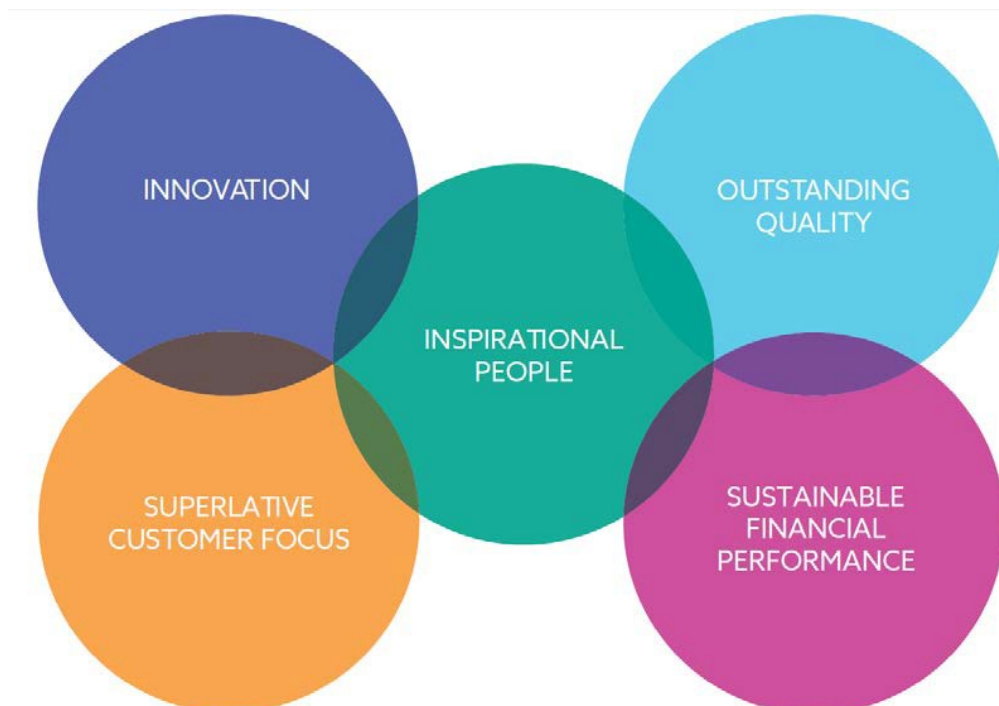 INNOVATION
OUTSTANDING
QUALITY
INSPIRATIONAL
PEOPLE
SUPERLATIVE
CUSTOMER FOCUS
SUSTAINABLE
FINANCIAL
PERFORMANCE